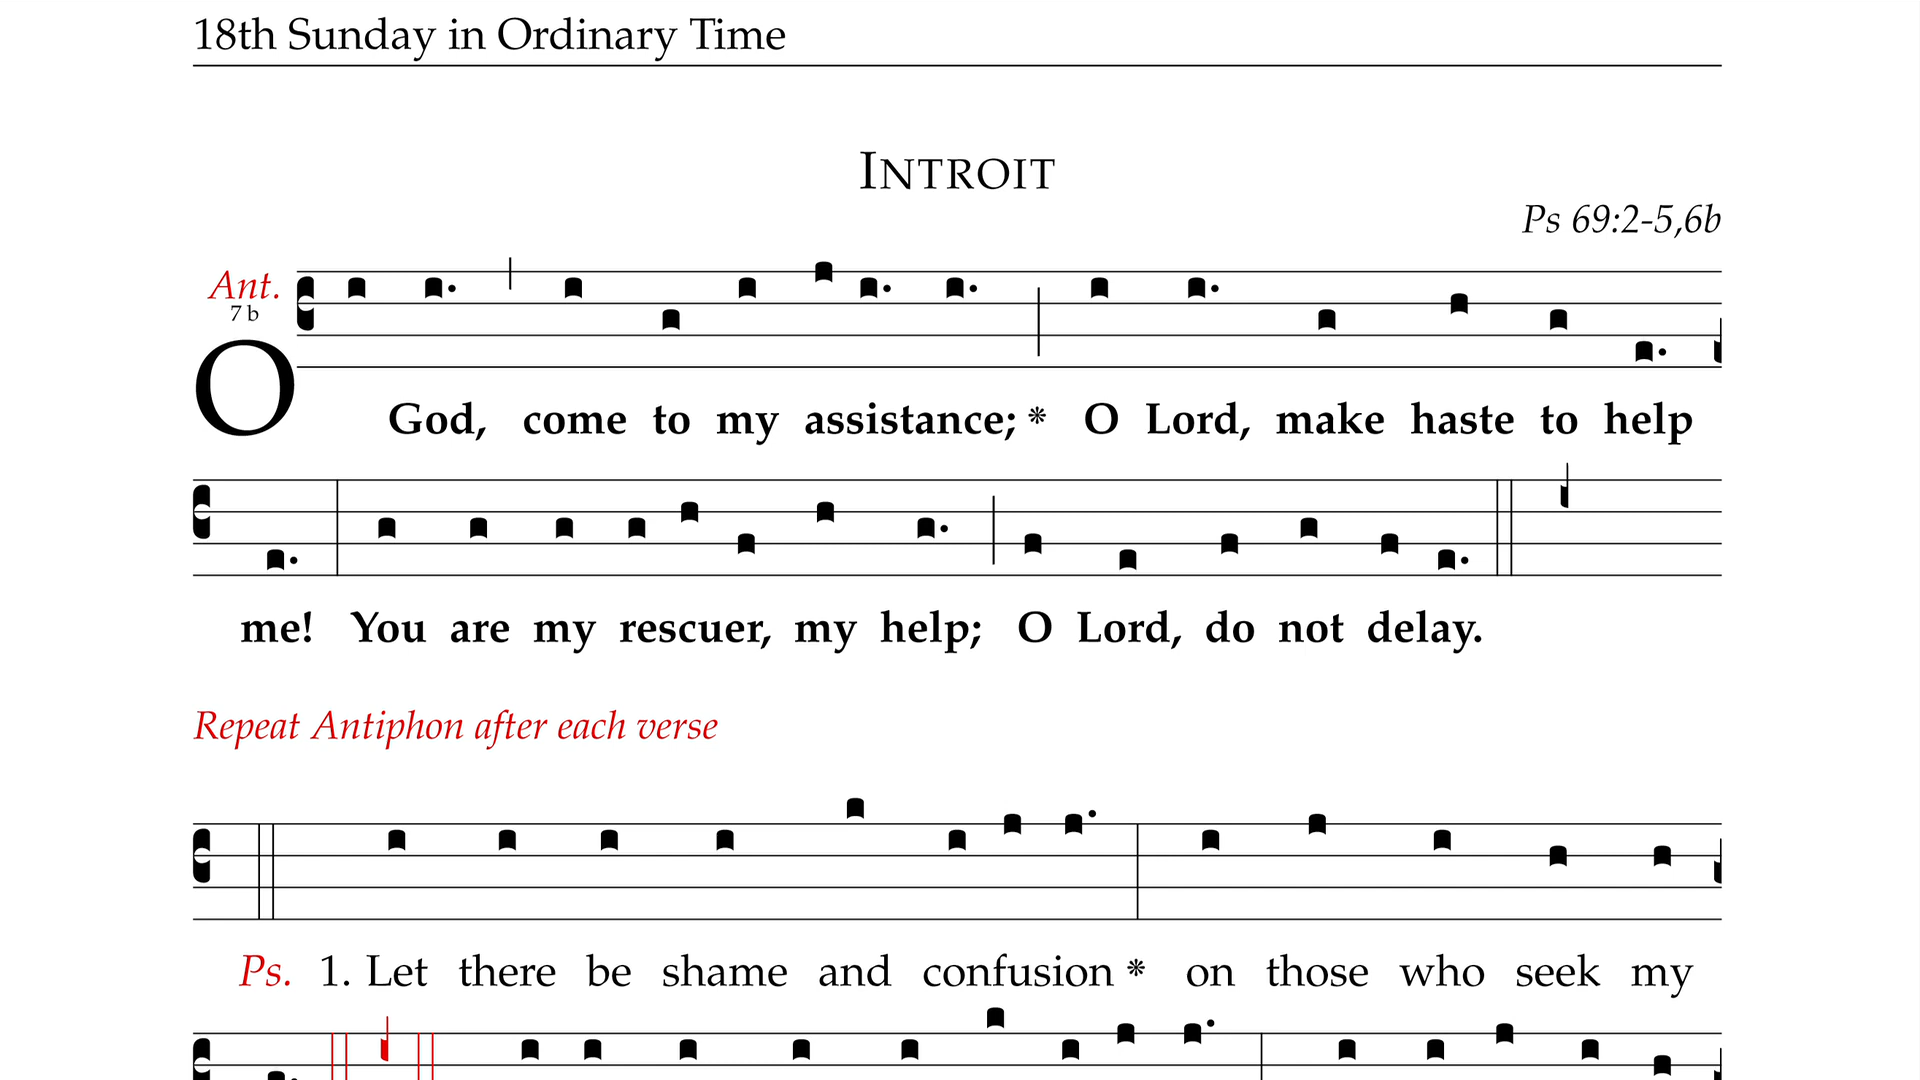 18th Sunday in Ordinary Time
INTROIT
Ps 69:2-5,6b
Ant.
7 b
O God, come to my assistance; * O Lord, make haste to help
me! You are my rescuer, my help; O Lord, do not delay.
Repeat Antiphon after each verse
Ps. 1. Let there be shame and confusion * on those who seek my